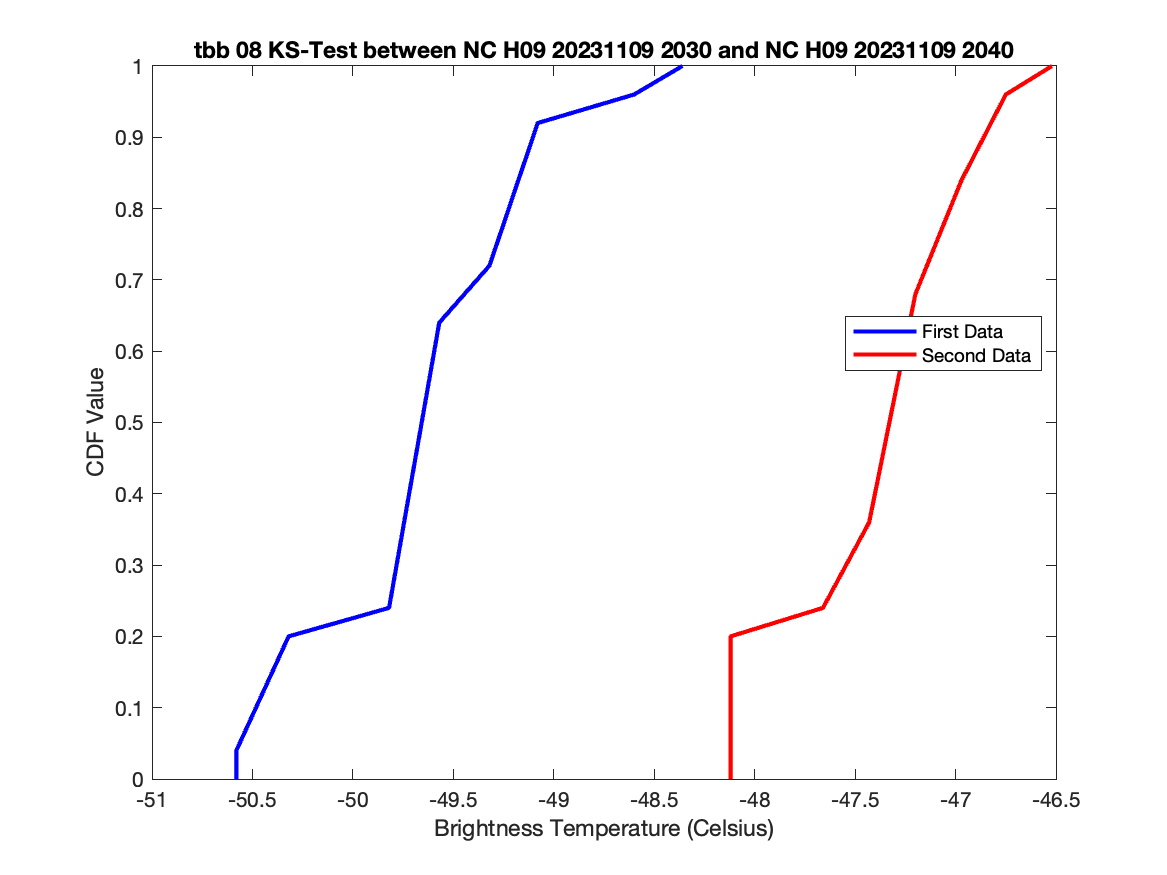 tbb 08 KS-Test between NC H09 20231109 2030 and NC H09 20231109 2040
1
0.9
0.8
0.7
0.6
0.5
0.4
0.3
0.2
0.1
0
CDF Value
First Data
Second Data
-51 -50.5 -50 -49.5 -49 -48.5 -48 -47.5 -47 -46.5
Brightness Temperature (Celsius)